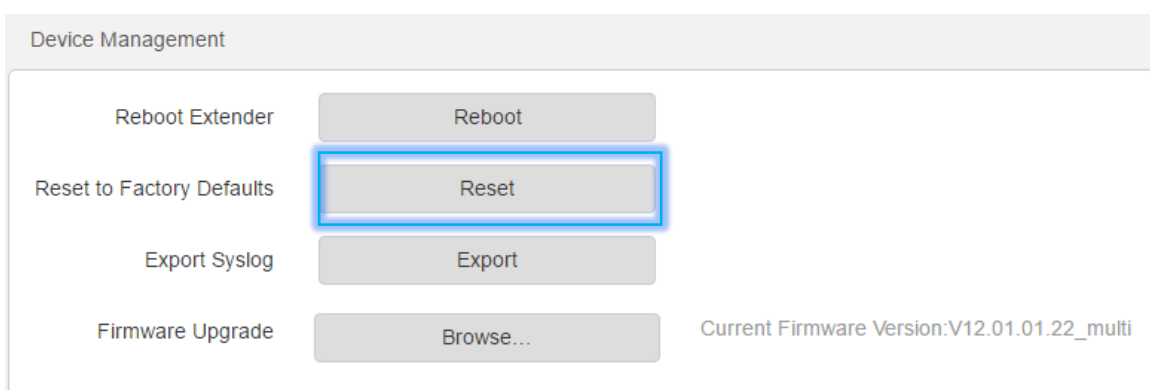 Device Management
Reboot Extender Reboot
Reset to Factory Defaults Reset
Export Syslog Export
Firmware Upgrade Browse... Current Firmware Version:V12.01.01.22_multi